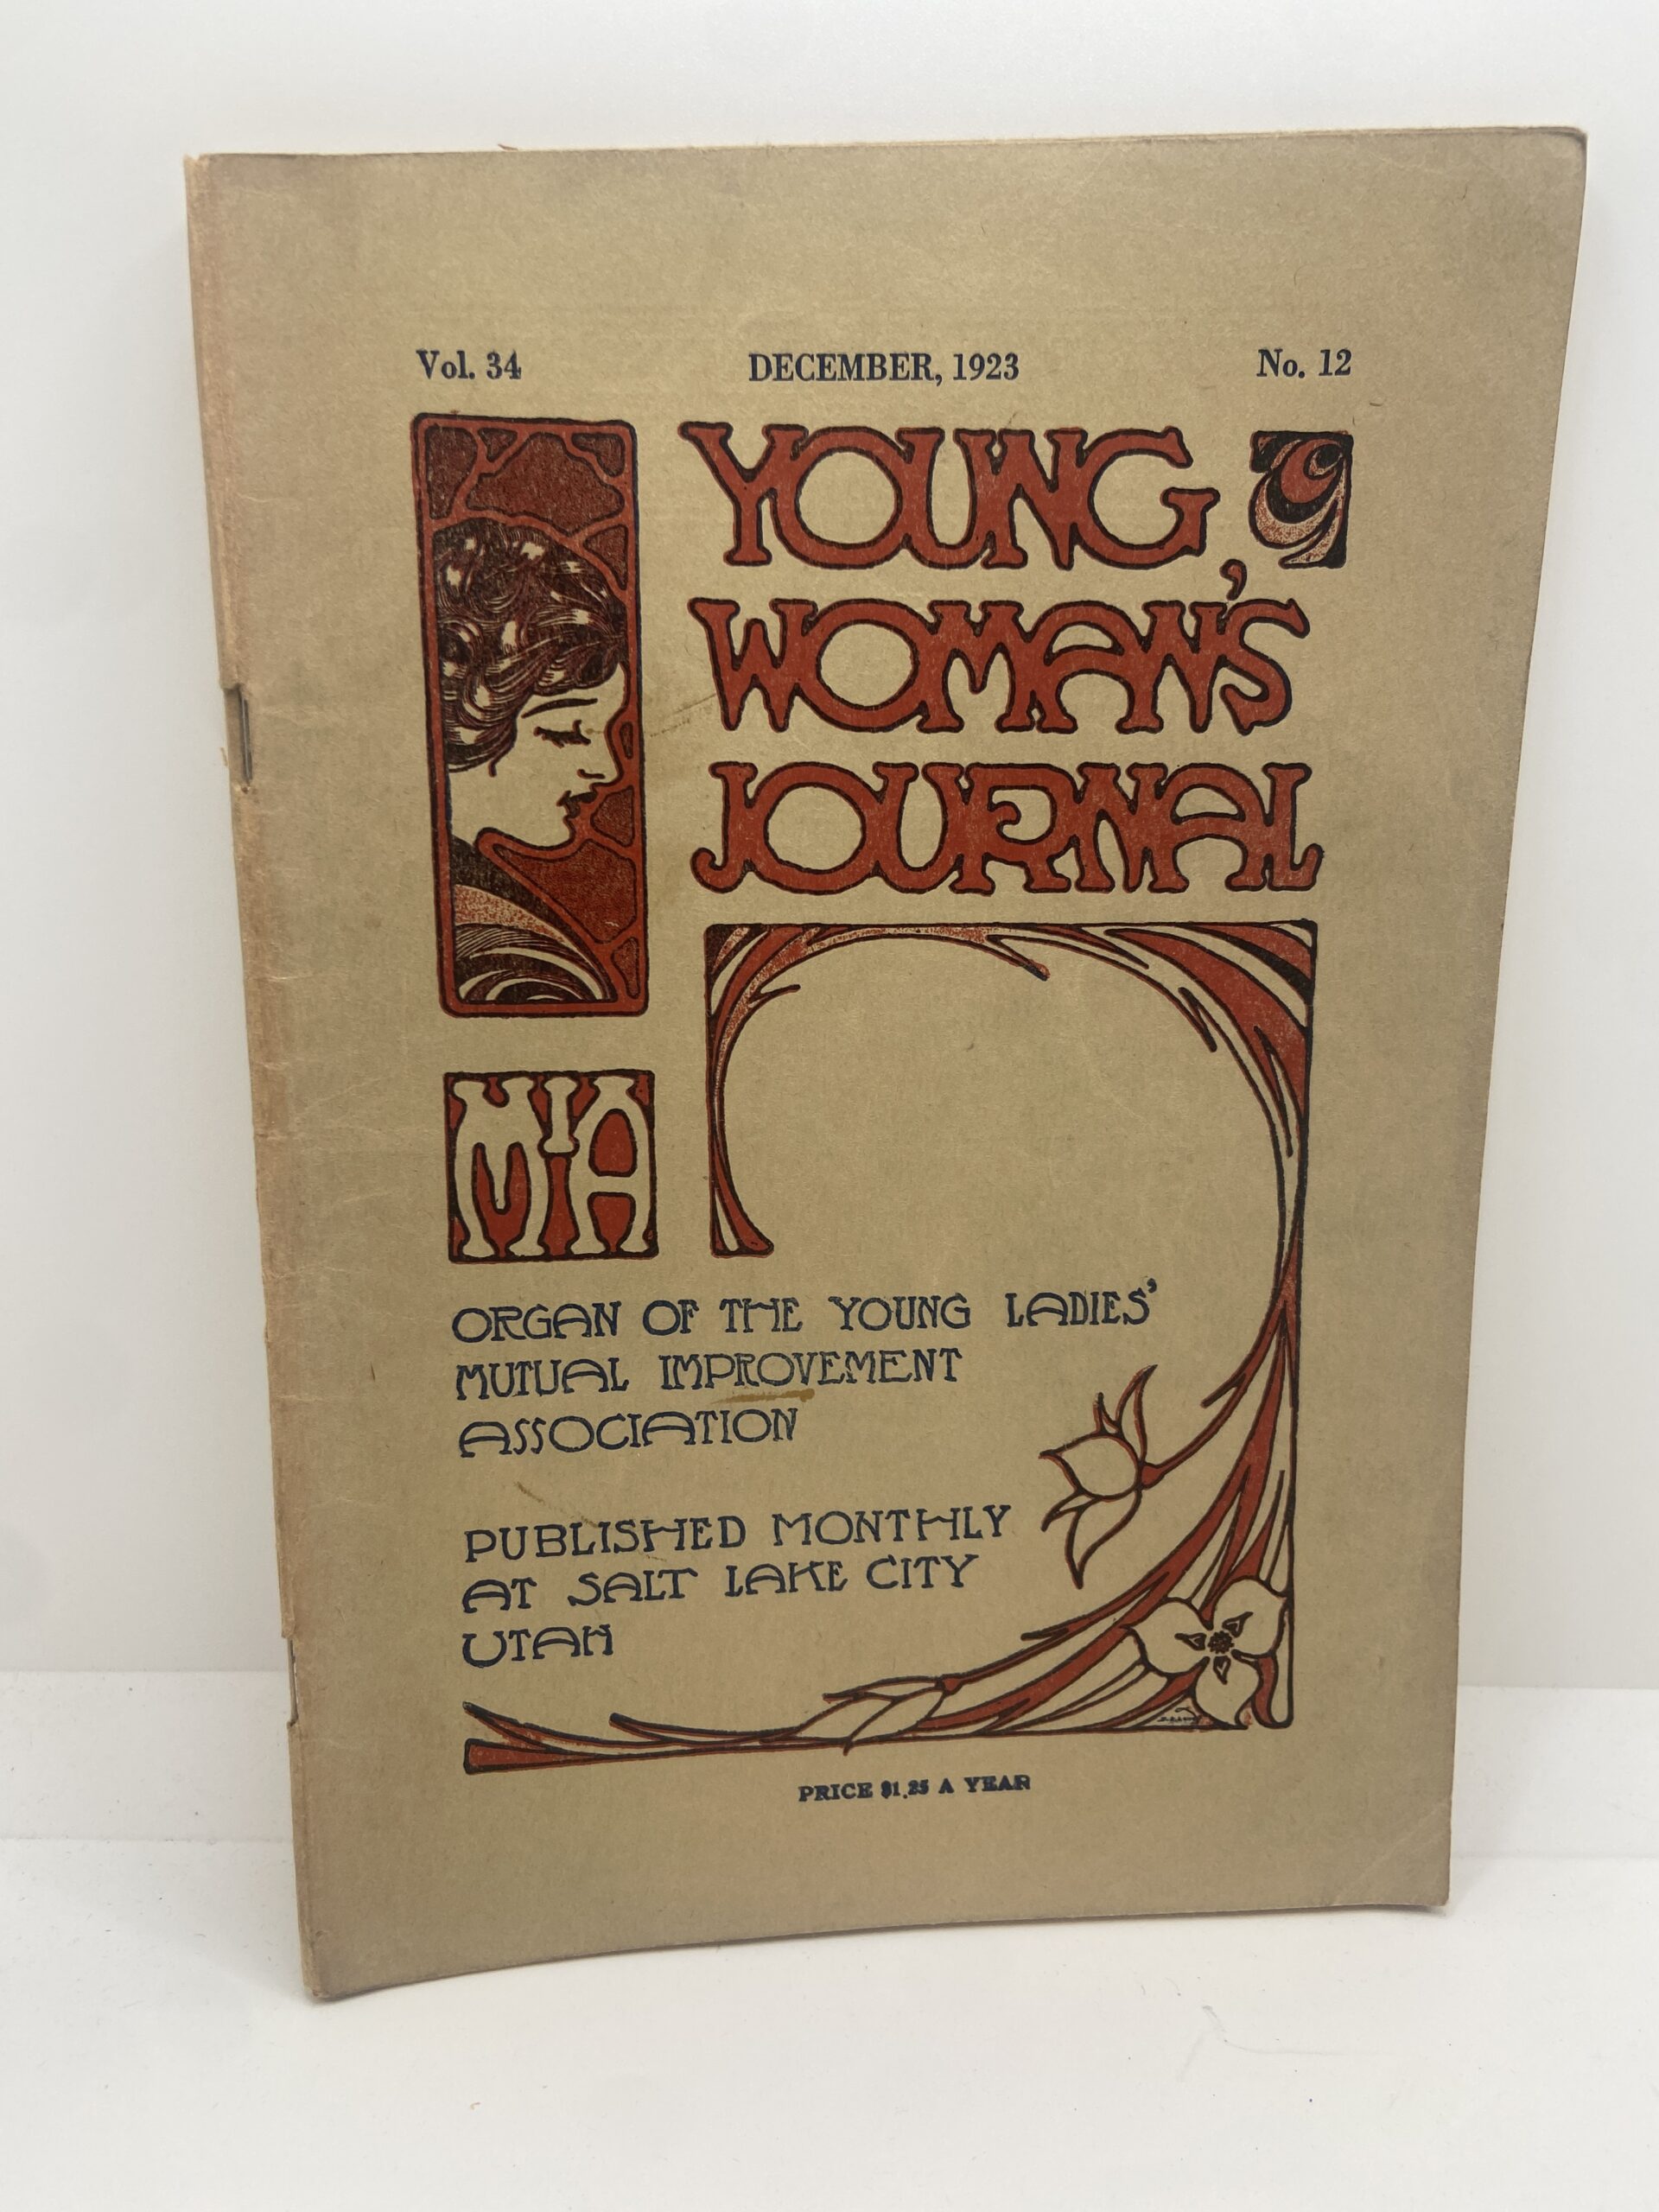 Vol. 34 DECEMBER, 1923 No. 12
YOUNG
WOMAN'S
JOURNAL
MIA
ORGAN OF THE YOUNG LADIES'
MUTUAL IMPROVEMENT
ASSOCIATION
PUBLISHED MONTHLY
AT SALT LAKE CITY
UTAH
PRICE $1.25 A YEAR